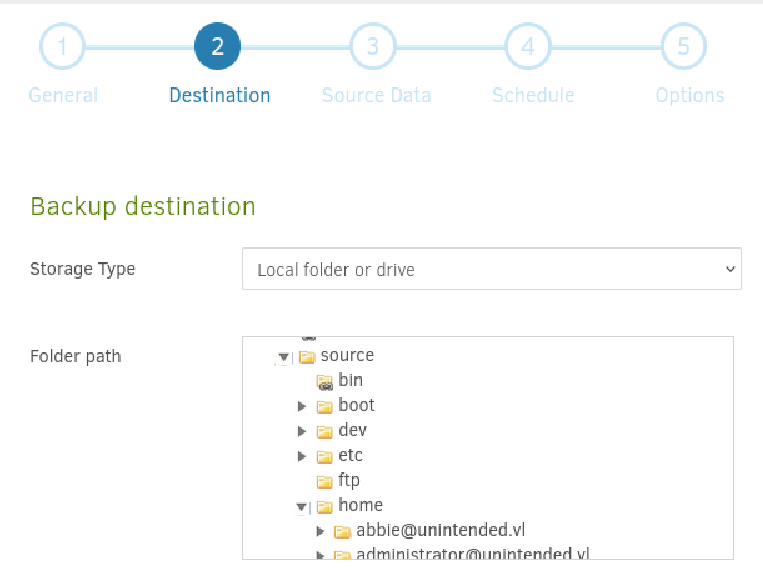 1 2 3 4 5
General Destination Source Data Schedule Options
Backup destination
Storage Type Local folder or drive
Folder path
source
bin
boot
dev
etc
ftp
home
abbie@unintended.vl
administrator@unintended.vl